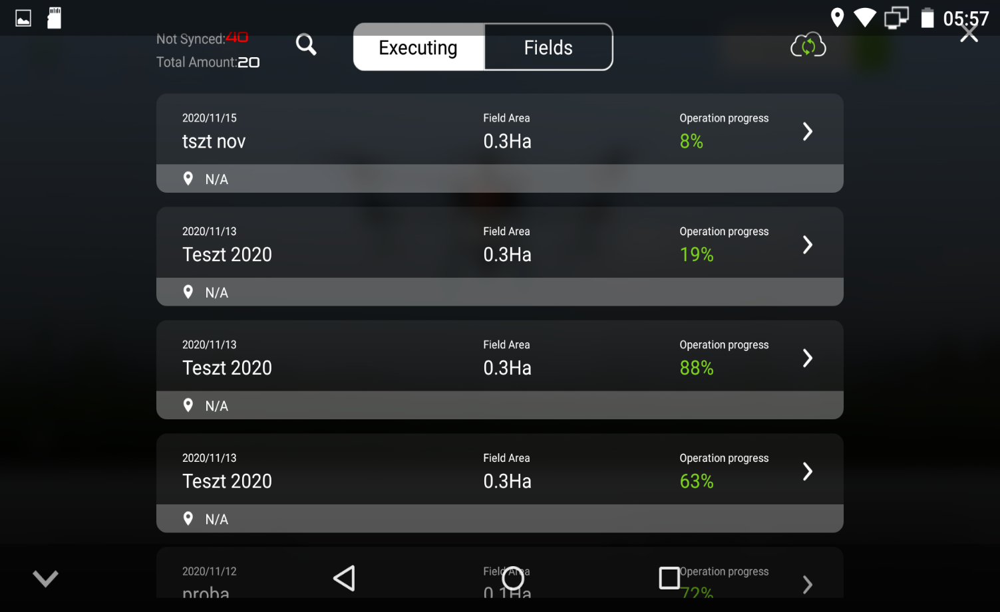 05:57
Not Synced:40
Total Amount:20
Executing
Fields
2020/11/15
tszt nov
Field Area
0.3Ha
Operation progress
8%
N/A
2020/11/13
Teszt 2020
Field Area
0.3Ha
Operation progress
19%
N/A
2020/11/13
Teszt 2020
Field Area
0.3Ha
Operation progress
88%
N/A
2020/11/13
Teszt 2020
Field Area
0.3Ha
Operation progress
63%
N/A
2020/11/12
proba
Field Area
0.1Ha
Operation progress
72%